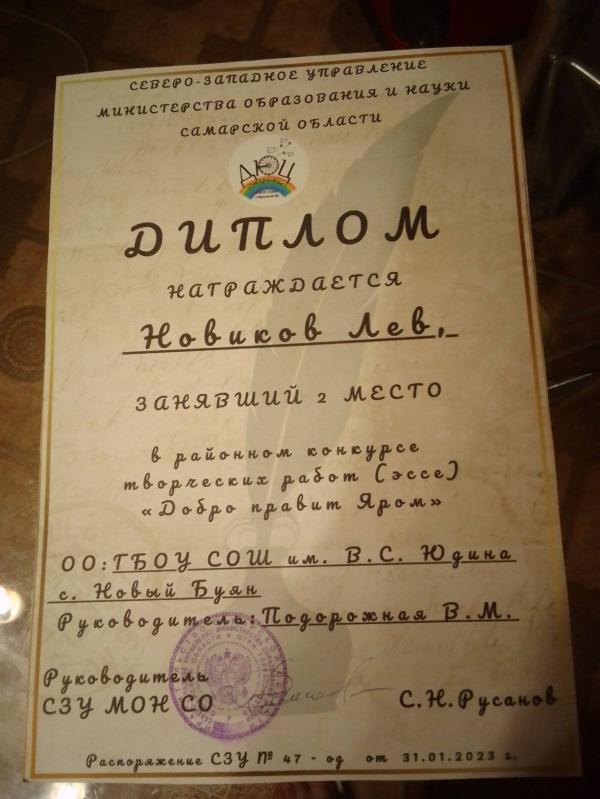 СЕВЕРО-ЗАПАДНОЕ УПРАВЛЕНИЕ
МИНИСТЕРСТВА ОБРАЗОВАНИЯ И НАУКИ
САМАРСКОЙ ОБЛАСТИ
ДЮЦ
ДИПЛОМ
НАГРАЖДАЕТСЯ
Новиков Лев,
ЗАНЯВШИЙ 2 МЕСТО
в районном конкурсе
творческих работ (эссе)
«Добро правит Яром»
ОО: ГБОУ СОШ им. В.С. Юдина
с. Новый Буян
Руководитель: Подорожная В.М.
Руководитель
СЗУ МОН СО
С.Н.Русанов
Распоряжение СЗУ № 47 - од от 31.01.2023 г.